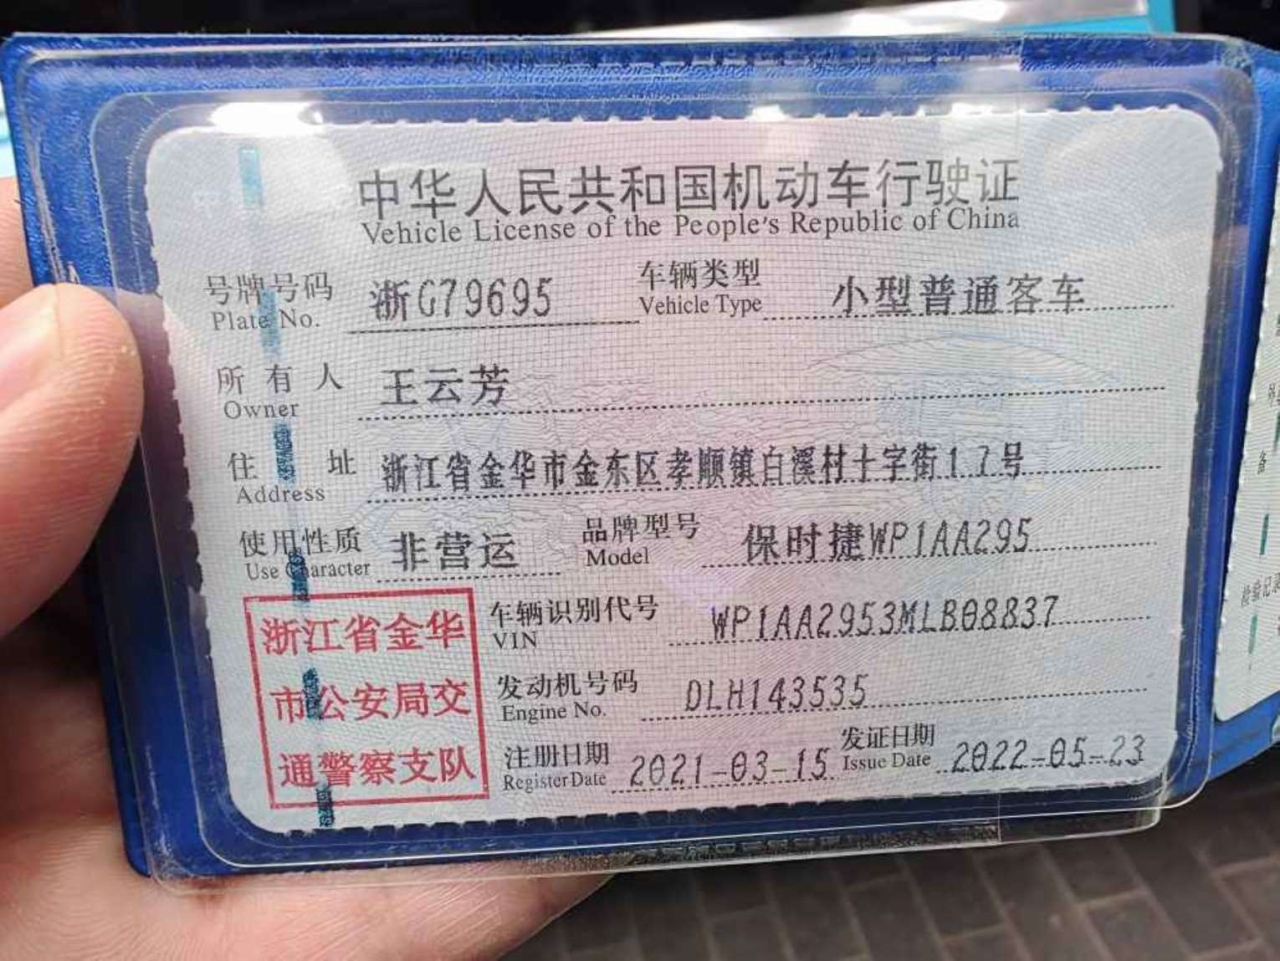 中华人民共和国机动车行驶证
Vehicle License of the People's Republic of China
号牌号码 浙G79695 车辆类型 小型普通客车
Plate No. Vehicle Type
所有人 王云芳
Owner
住址 浙江省金华市金东区孝顺镇白溪村十字街17号
Address
使用性质 非营运 品牌型号 保时捷WP1AA295
Use Character Model
浙江省金华
市公安局交
通警察支队
车辆识别代号 WP1AA2953MLB08837
VIN
发动机号码 DLH143535
Engine No.
注册日期 2021-03-15 发证日期 2022-05-23
Register Date Issue Date